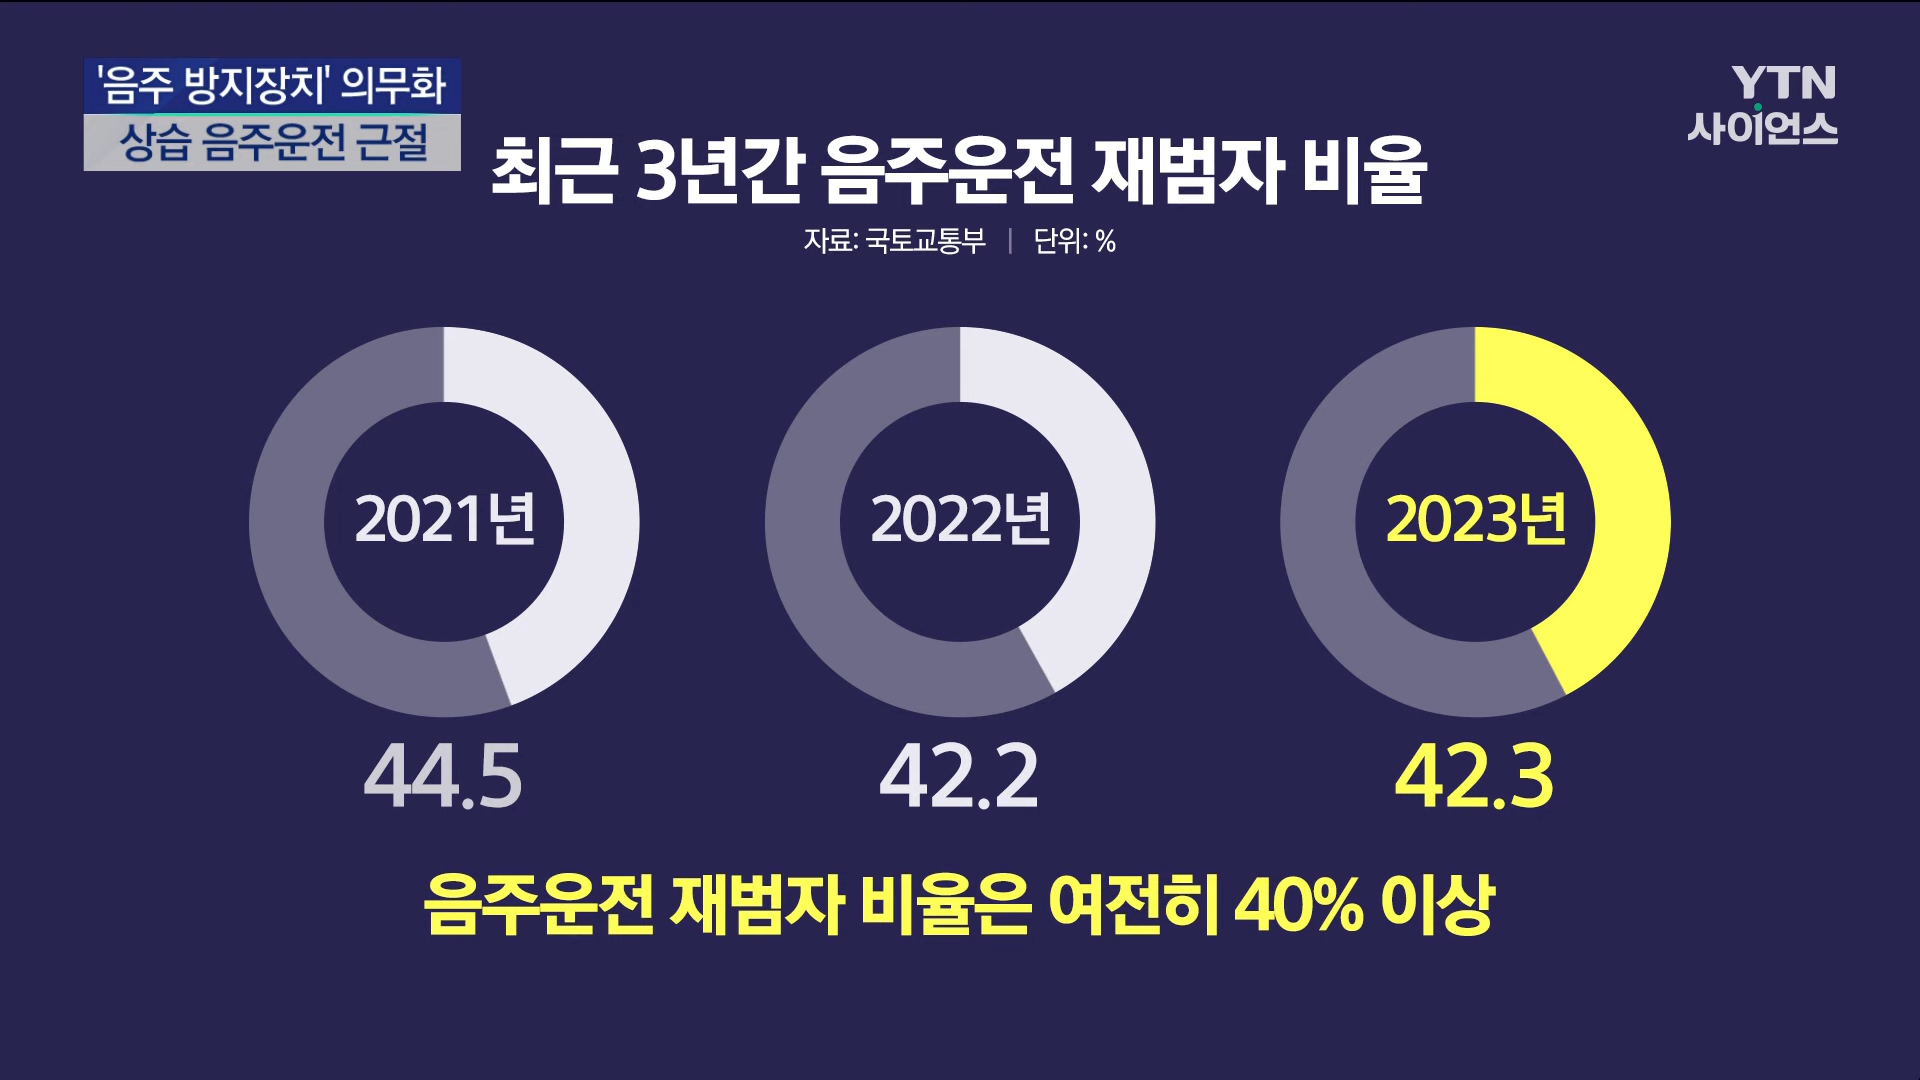 '음주 방지장치' 의무화
상습 음주운전 근절
YTN
사이언스
최근 3년간 음주운전 재범자 비율
자료: 국토교통부 | 단위: %
2021년
2022년
2023년
44.5
42.2
42.3
음주운전 재범자 비율은 여전히 40% 이상